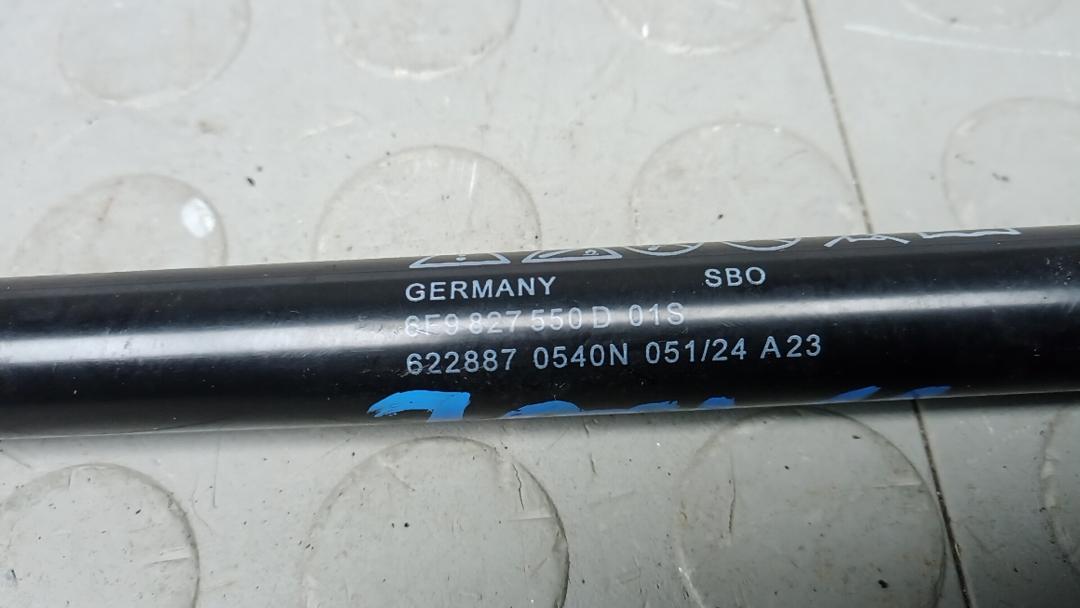 GERMANY SBO
6F9 827 550 D 01S
622887 0540N 051/24 A23